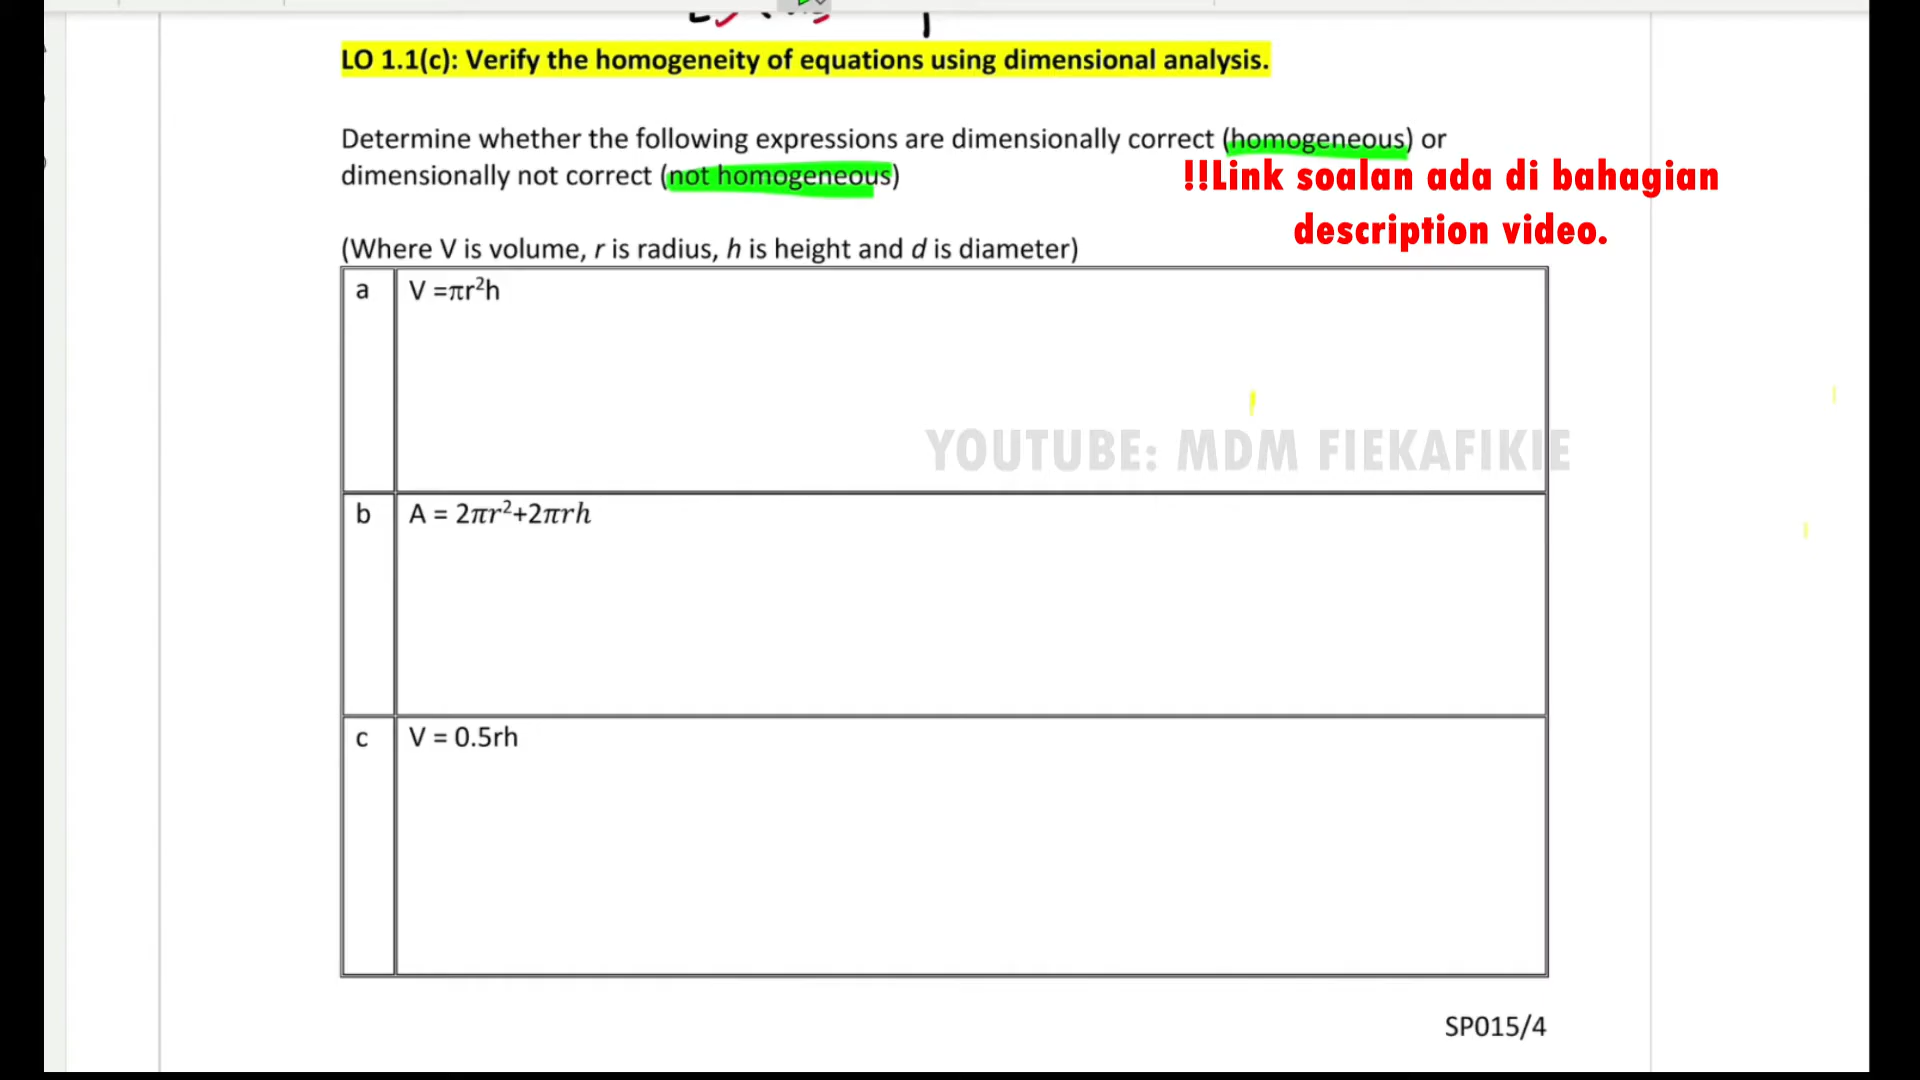 LO 1.1(c): Verify the homogeneity of equations using dimensional analysis.
Determine whether the following expressions are dimensionally correct (homogeneous) or
dimensionally not correct (not homogeneous)
!!Link soalan ada di bahagian
description video.
(Where V is volume, r is radius, h is height and d is diameter)
a
V =πr²h
YOUTUBE: MDM FIEKAFIKIE
b
A = 2πr²+2πrh
c
V = 0.5rh
SP015/4